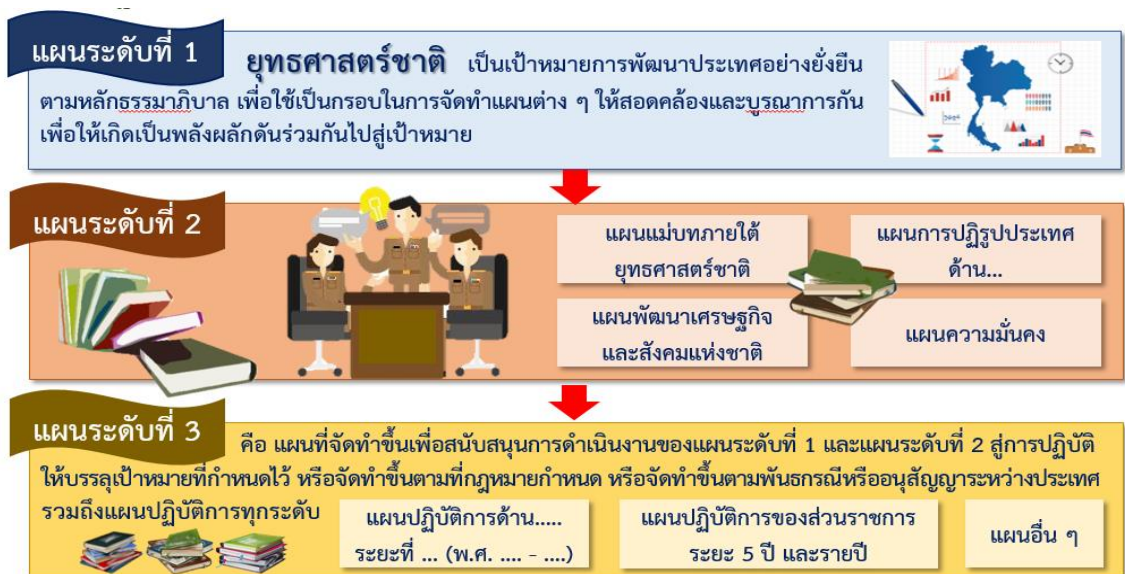 แผนระดับที่ 1
ยุทธศาสตร์ชาติ เป็นเป้าหมายการพัฒนาประเทศอย่างยั่งยืน
ตามหลักธรรมาภิบาล เพื่อใช้เป็นกรอบในการจัดทำแผนต่าง ๆ ให้สอดคล้องและบูรณาการกัน
เพื่อให้เกิดเป็นพลังผลักดันร่วมกันไปสู่เป้าหมาย
แผนระดับที่ 2
แผนแม่บทภายใต้
ยุทธศาสตร์ชาติ
แผนการปฏิรูปประเทศ
ด้าน...
แผนพัฒนาเศรษฐกิจ
และสังคมแห่งชาติ
แผนความมั่นคง
แผนระดับที่ 3
คือ แผนที่จัดทำขึ้นเพื่อสนับสนุนการดำเนินงานของแผนระดับที่ 1 และแผนระดับที่ 2 สู่การปฏิบัติ
ให้บรรลุเป้าหมายที่กำหนดไว้ หรือจัดทำขึ้นตามที่กฎหมายกำหนด หรือจัดทำขึ้นตามพันธกรณีหรืออนุสัญญาระหว่างประเทศ
รวมถึงแผนปฏิบัติการทุกระดับ
แผนปฏิบัติการด้าน.....
ระยะที่ ... (พ.ศ. .... - ....)
แผนปฏิบัติการของส่วนราชการ
ระยะ 5 ปี และรายปี
แผนอื่น ๆ